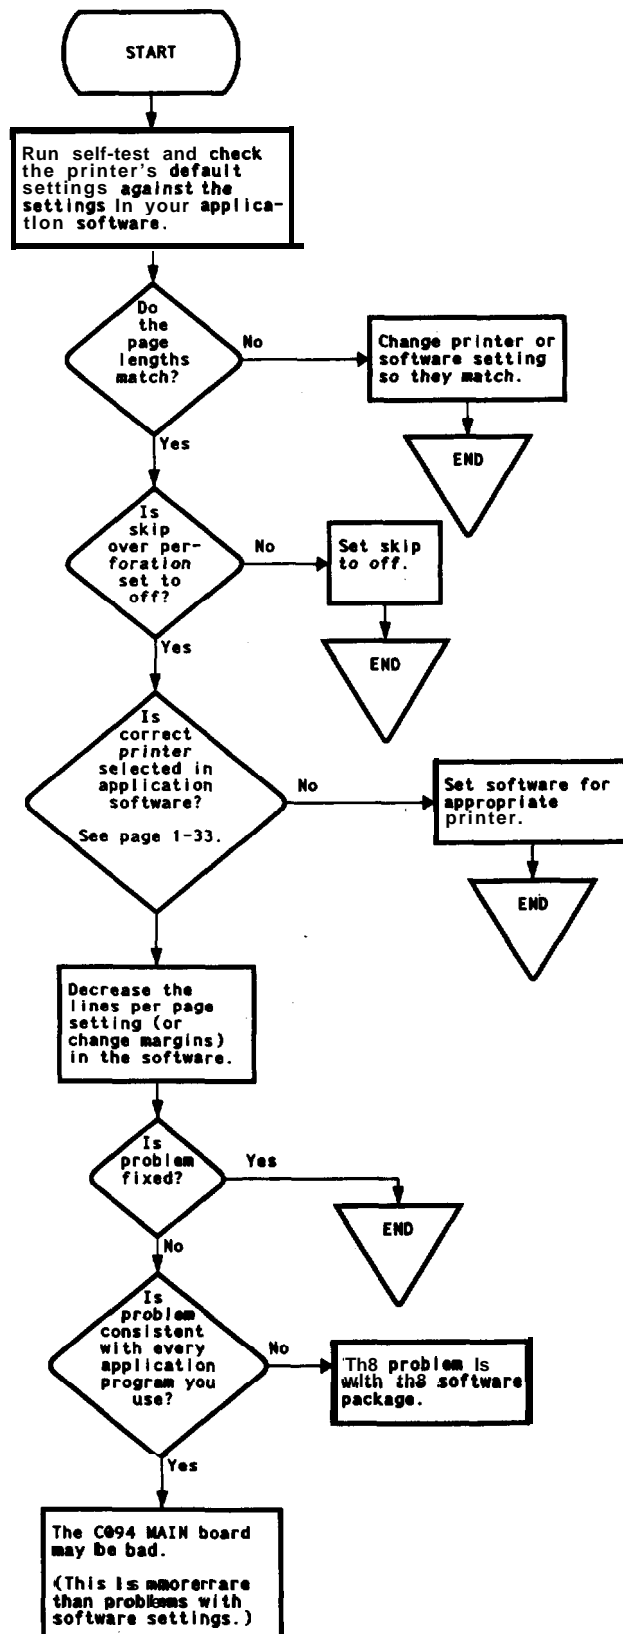 START
Run self-test and check
the printer's default
settings against the
settings In your applica-
tlon software.
Do
the
page
lengths
match?
No
Change printer or
software setting
so they match.
END
Yes
Is
skip
over per-
foration
set to
off?
No
Set skip
to off.
END
Yes
Is
correct
printer
selected in
application
software?
See page 1-33.
No
Set software for
appropriate
printer.
END
Decrease the
lines per page
setting (or
change margins)
in the software.
Is
problem
fixed?
Yes
END
No
Is
problem
consistent
with every
application
program you
use?
No
Th8 problem Is
with th8 software
package.
Yes
The C094 MAIN board
may be bad.
(This Is mmorerrare
than problems with
software settings.)